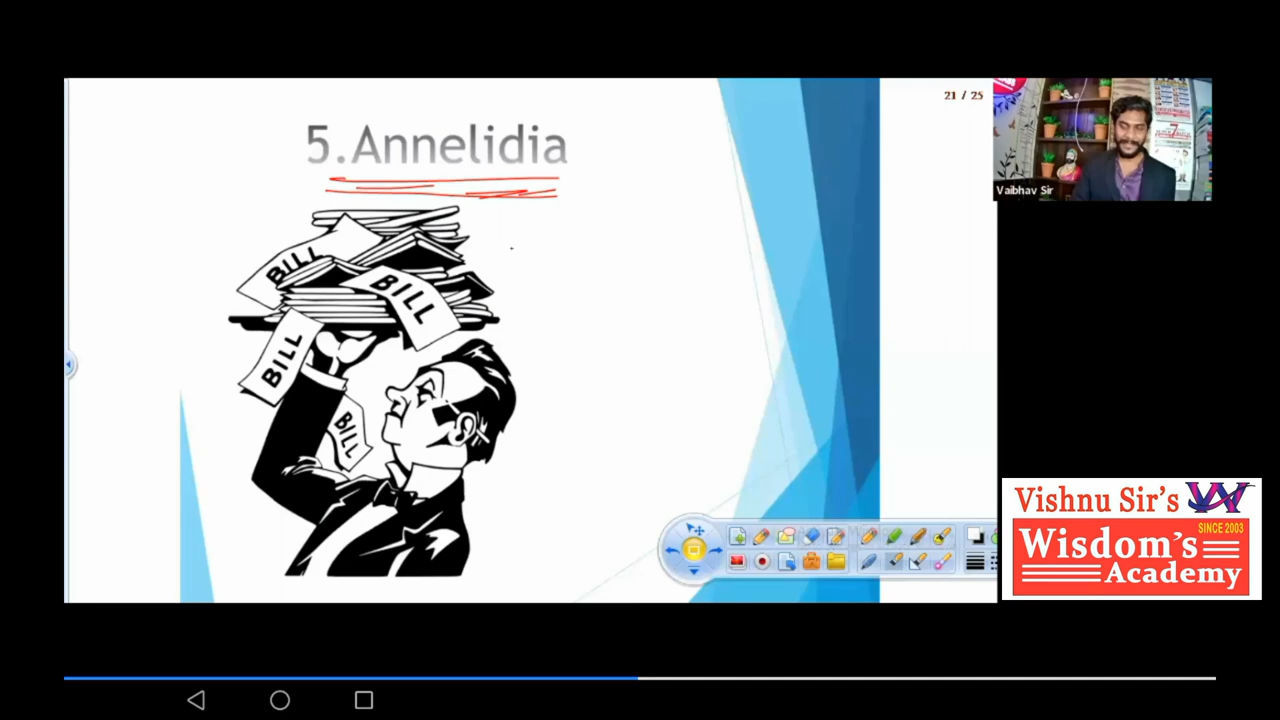 5.Annelidia
21 / 25
Vaibhav Sir
BILL
BILL
BILL
BILL
Vishnu Sir's
SINCE 2003
Wisdom's
Academy